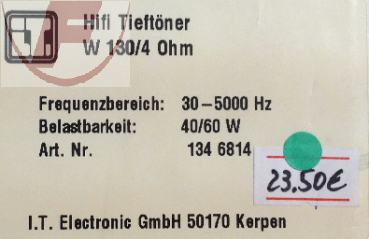 Hifi Tieftöner
W 130/4 Ohm
Frequenzbereich: 30–5000 Hz
Belastbarkeit: 40/60 W
Art. Nr. 134 6814
23.50€
I.T. Electronic GmbH 50170 Kerpen